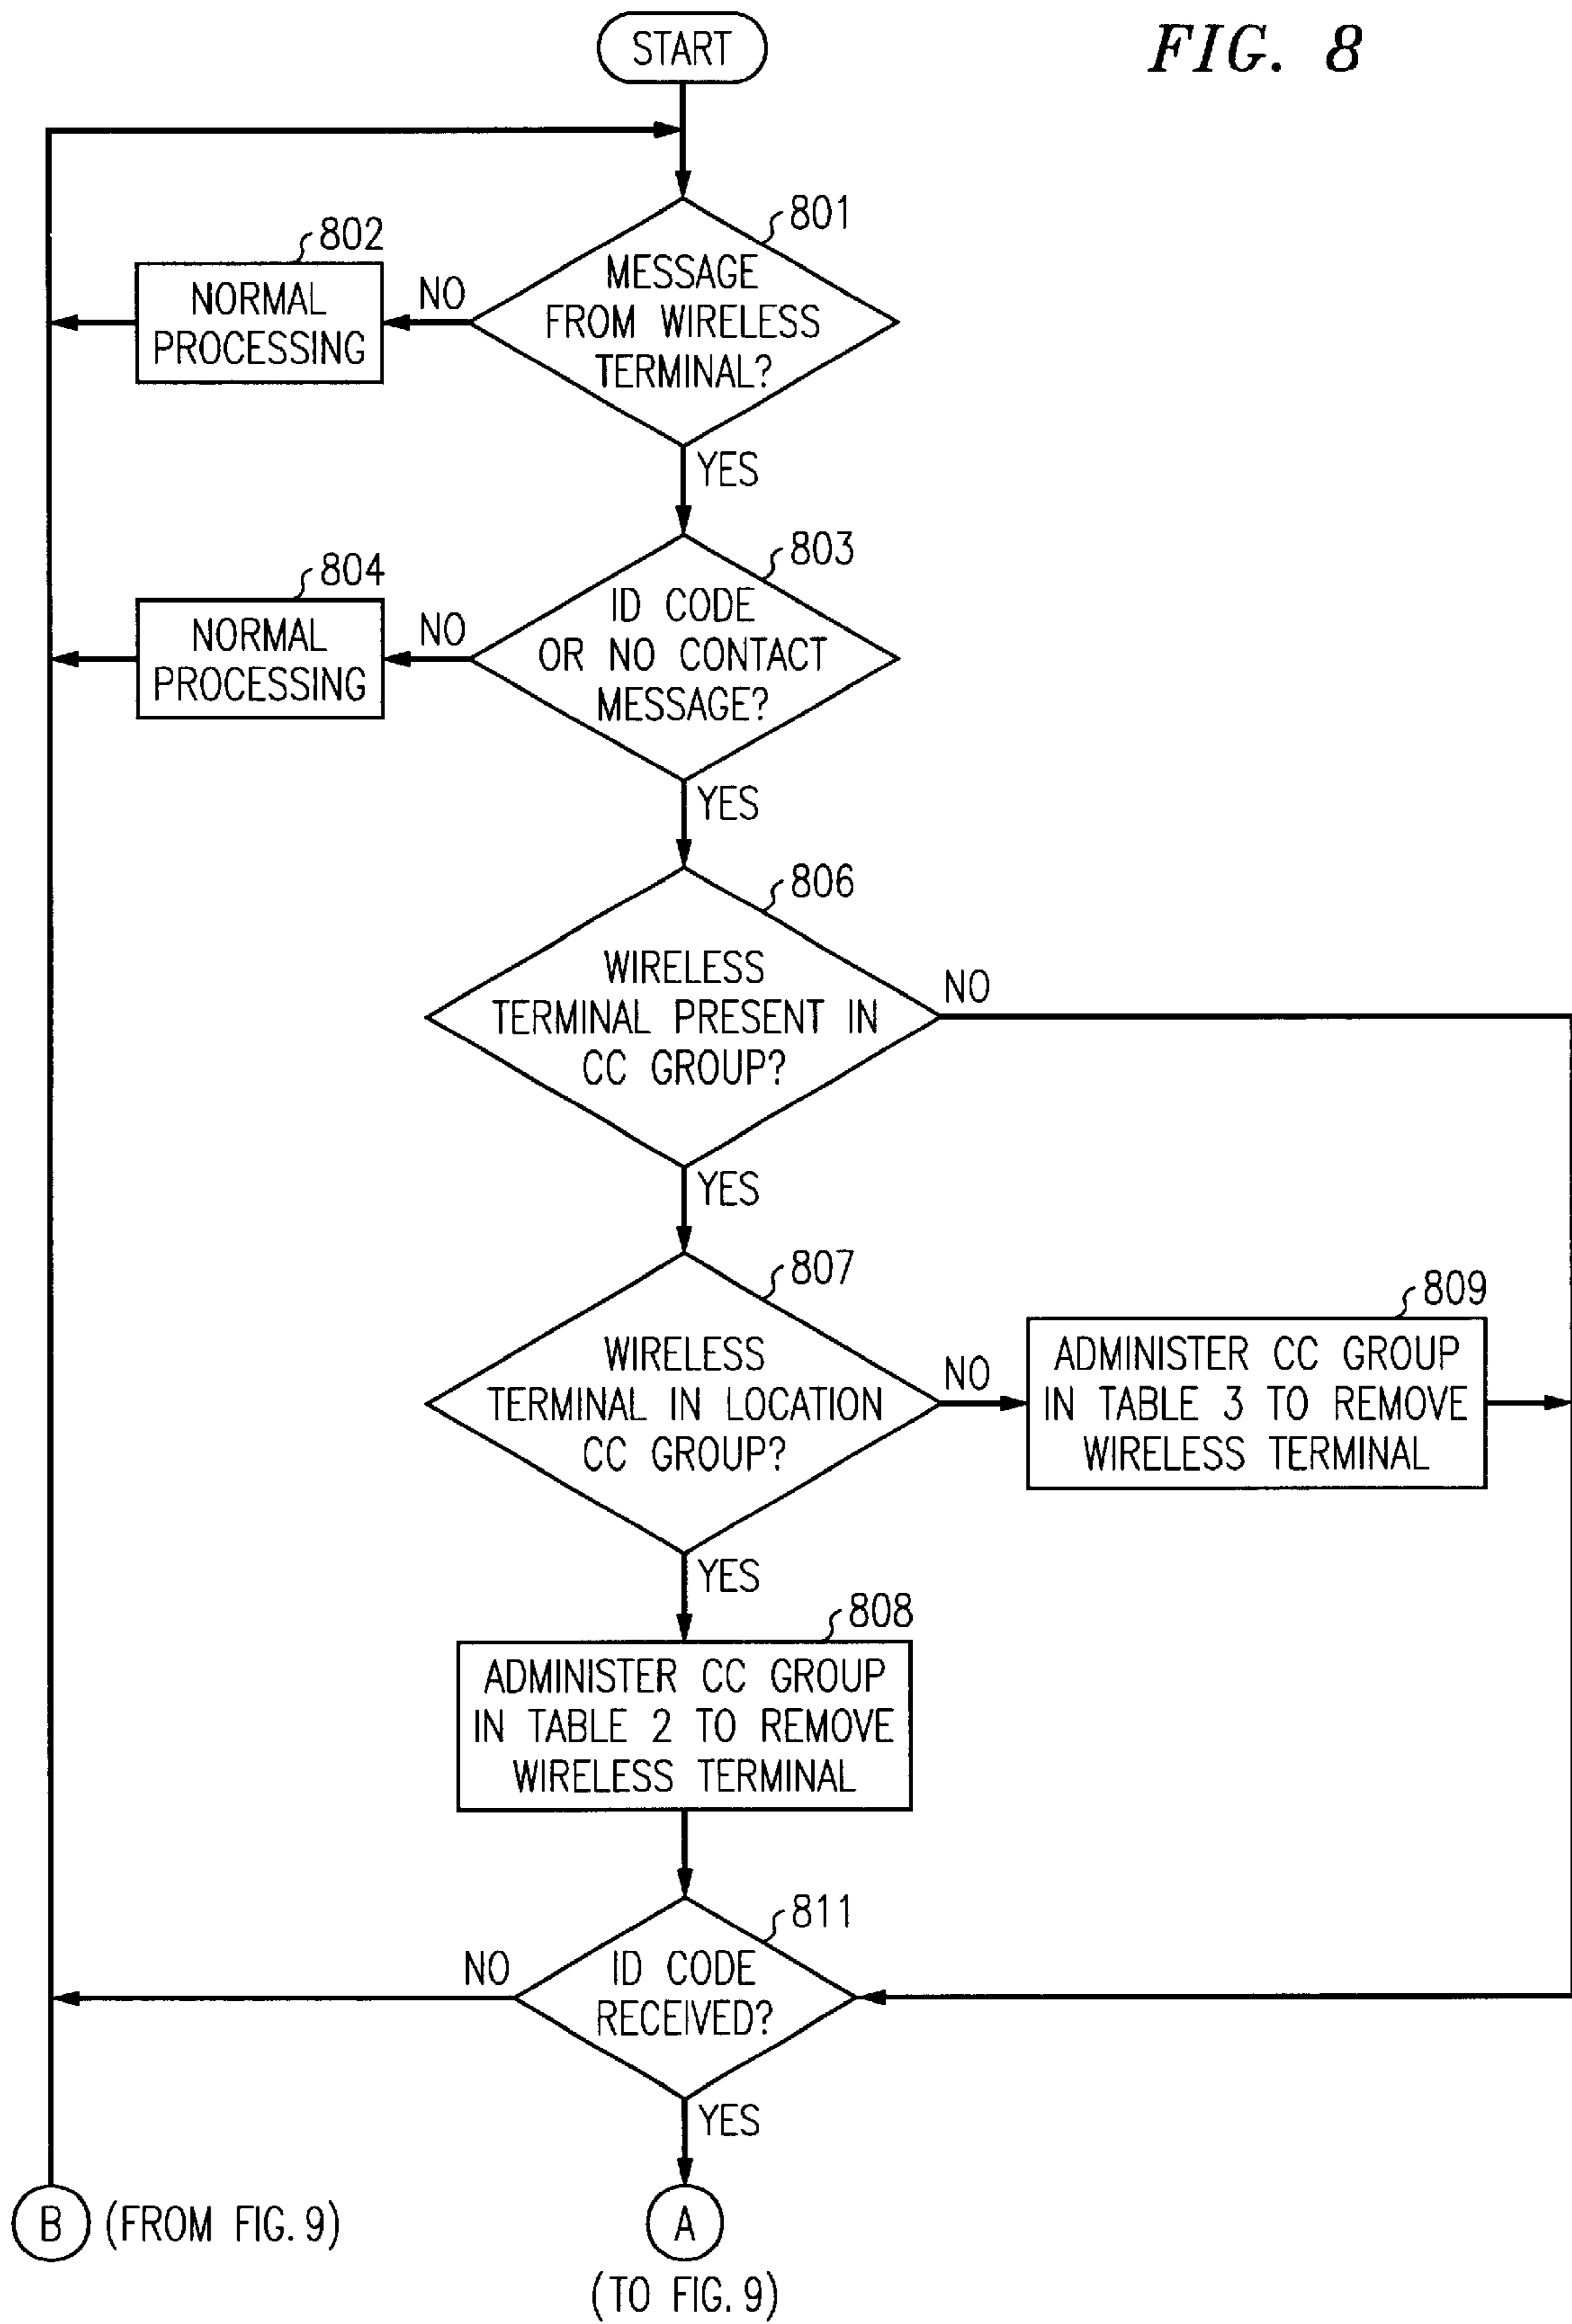 START
FIG. 8
801
MESSAGE
FROM WIRELESS
TERMINAL?
802
NORMAL
PROCESSING
NO
YES
803
ID CODE
OR NO CONTACT
MESSAGE?
804
NORMAL
PROCESSING
NO
YES
806
WIRELESS
TERMINAL PRESENT IN
CC GROUP?
NO
YES
807
WIRELESS
TERMINAL IN LOCATION
CC GROUP?
NO
809
ADMINISTER CC GROUP
IN TABLE 3 TO REMOVE
WIRELESS TERMINAL
YES
808
ADMINISTER CC GROUP
IN TABLE 2 TO REMOVE
WIRELESS TERMINAL
811
ID CODE
RECEIVED?
NO
YES
B (FROM FIG. 9)
A
(TO FIG. 9)